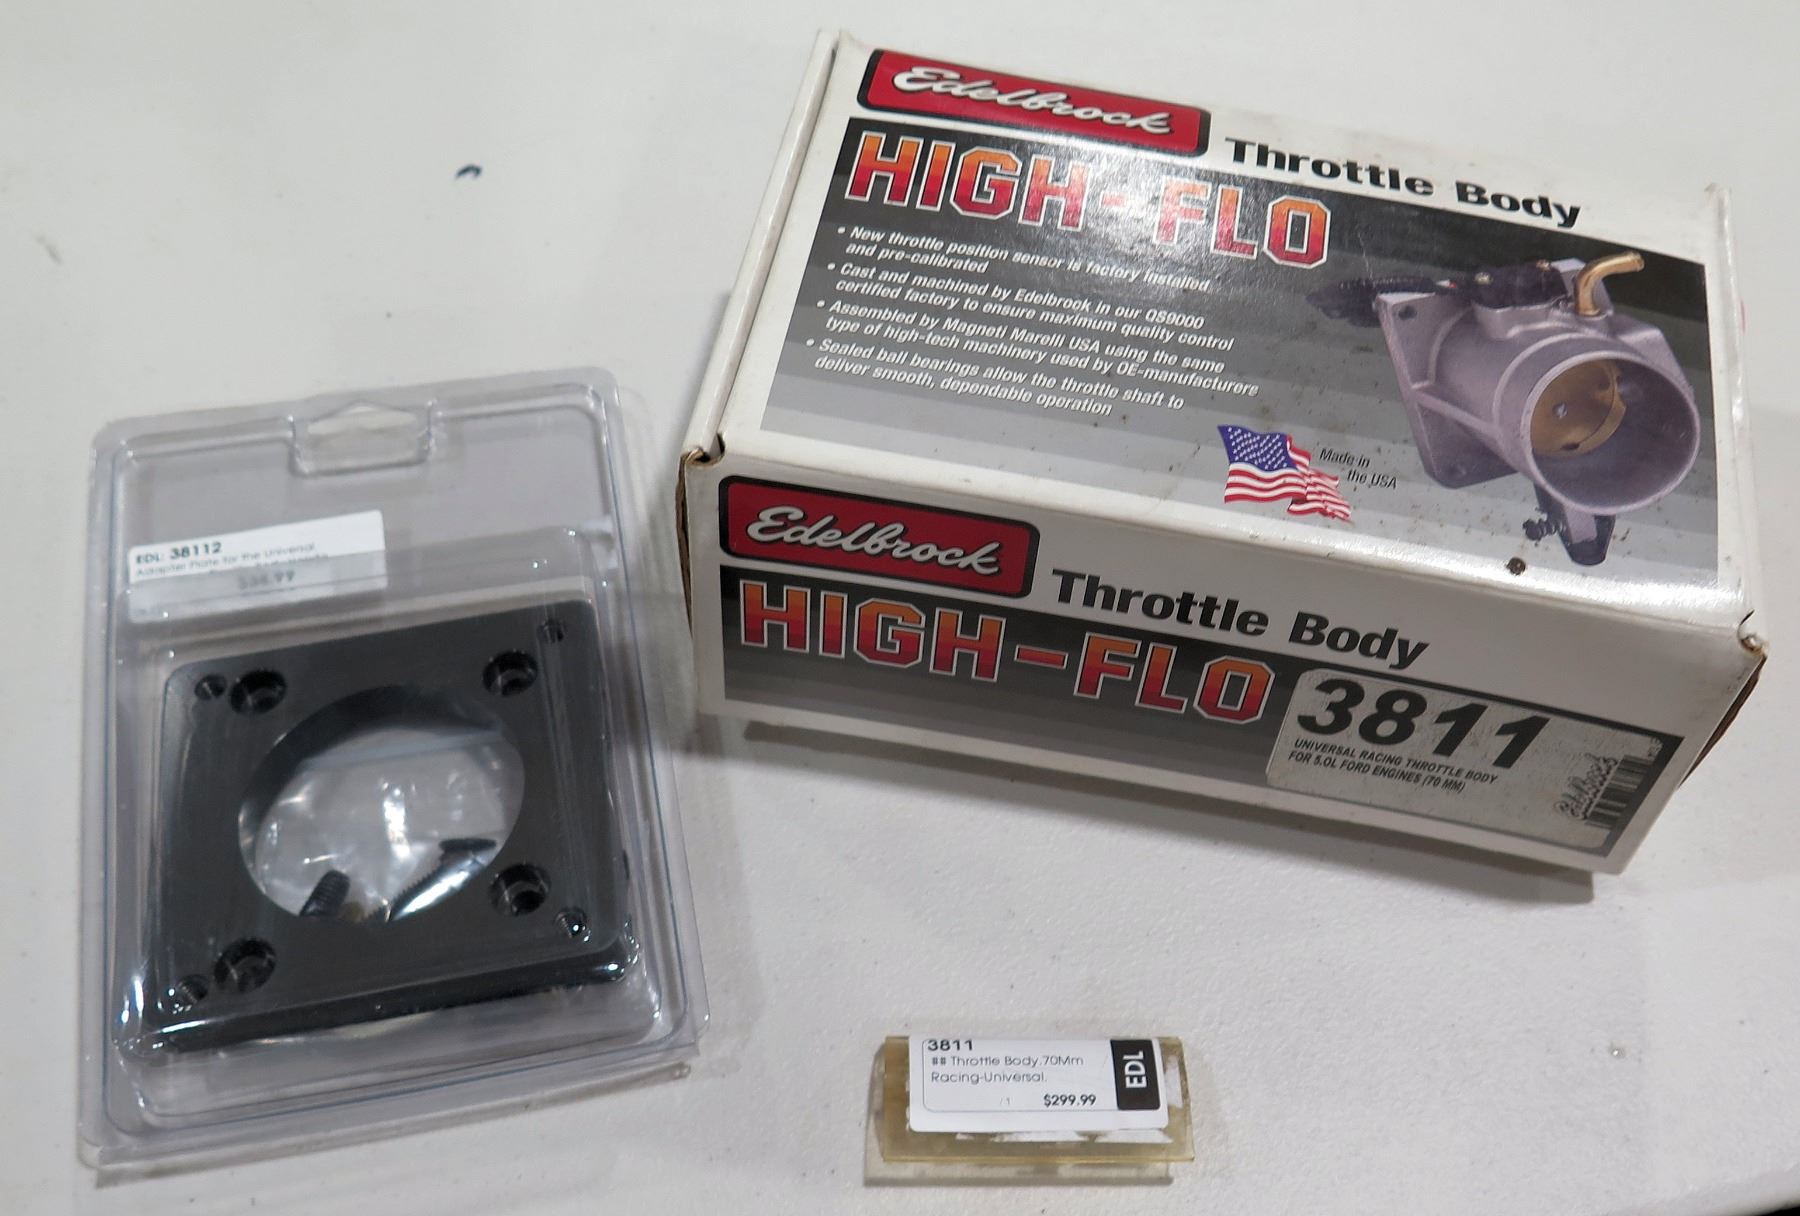 Edelbrock
Throttle Body
HIGH-FLO
• New throttle position sensor is factory installed
and pre-calibrated
• Cast and machined by Edelbrock in our QS9000
certified factory to ensure maximum quality control
• Assembled by Magneti Marelli USA using the same
type of high-tech machinery used by OE-manufacturers
• Sealed ball bearings allow the throttle shaft to
deliver smooth, dependable operation
Made in
the USA
Edelbrock
Throttle Body
HIGH-FLO
3811
UNIVERSAL RACING THROTTLE BODY
FOR 5.0L FORD ENGINES (70 MM)
Edelbrock
EDL: 38112
Adapter Plate for the Universal
3811
## Throttle Body,70Mm
Racing-Universal,
/1 $299.99
EDL